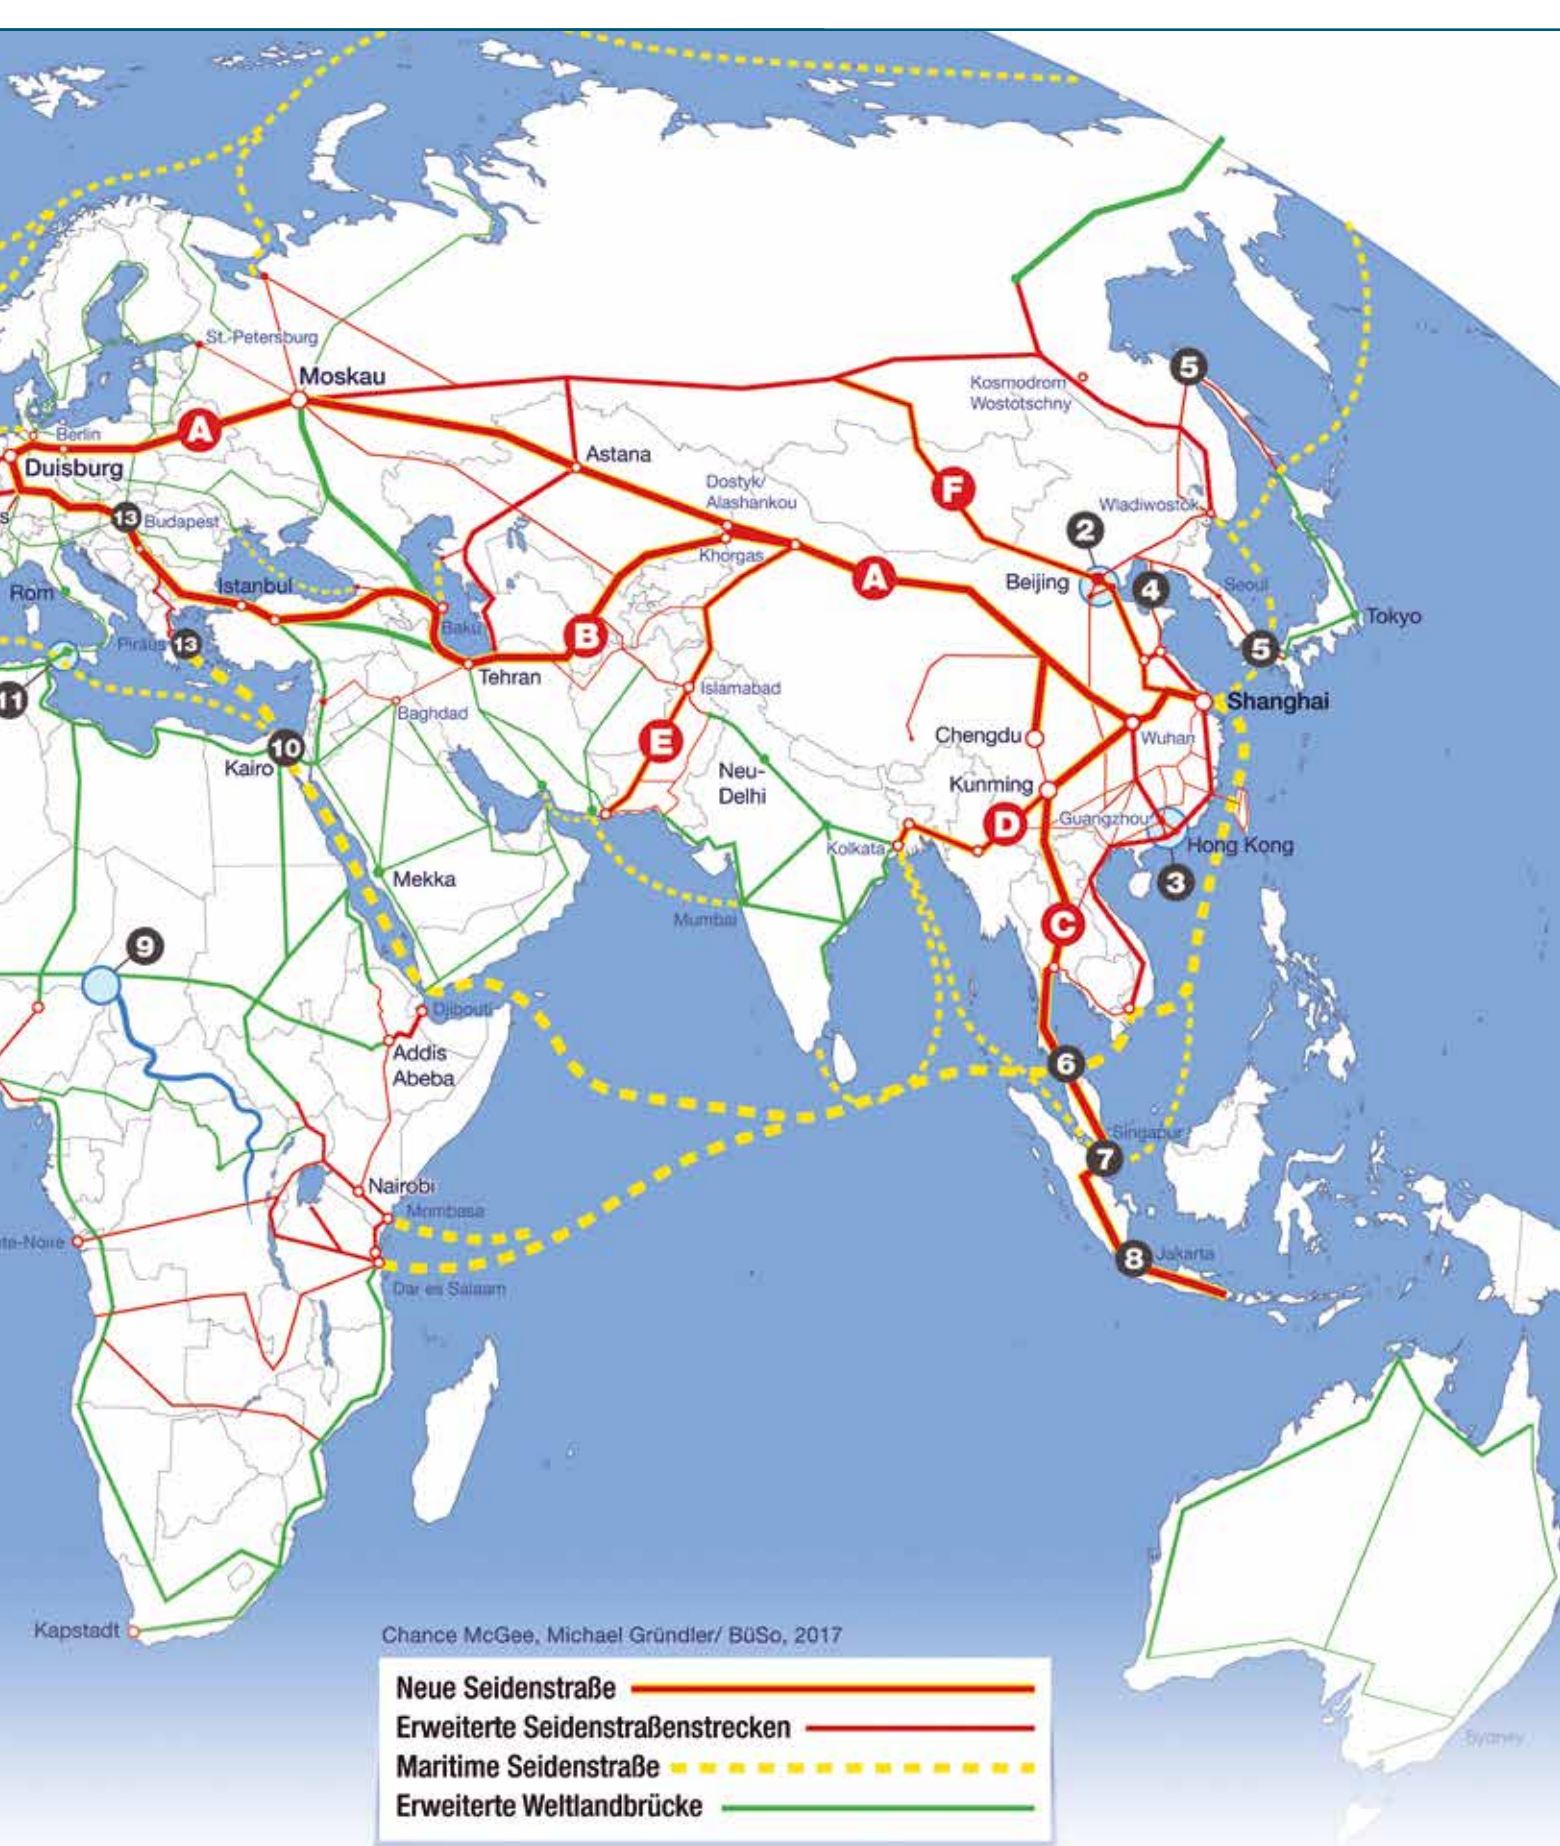 St. Petersburg
Moskau
5
Kosmodrom
Wostotschny
A
Berlin
Duisburg
Astana
Dostyk/
Alashankou
F
Wladiwostok
13
Budapest
s
2
Khorgas
A
Beijing
4
Rom
Istanbul
Seoul
Tokyo
Piräus
13
Baku
B
5
Tehran
Islamabad
11
Baghdad
Shanghai
10
Kairo
E
Chengdu
Wuhan
Neu-
Delhi
Kunming
D
Guangzhou
Kolkata
Hong Kong
Mekka
3
Mumbai
C
9
Djibouti
Addis
Abeba
6
Singapur
7
Nairobi
Mombasa
te-Noire
8
Jakarta
Dar es Salaam
Kapstadt
Chance McGee, Michael Gründler/ BüSo, 2017
Neue Seidenstraße
Erweiterte Seidenstraßenstrecken
Maritime Seidenstraße
Erweiterte Weltlandbrücke
Sydney